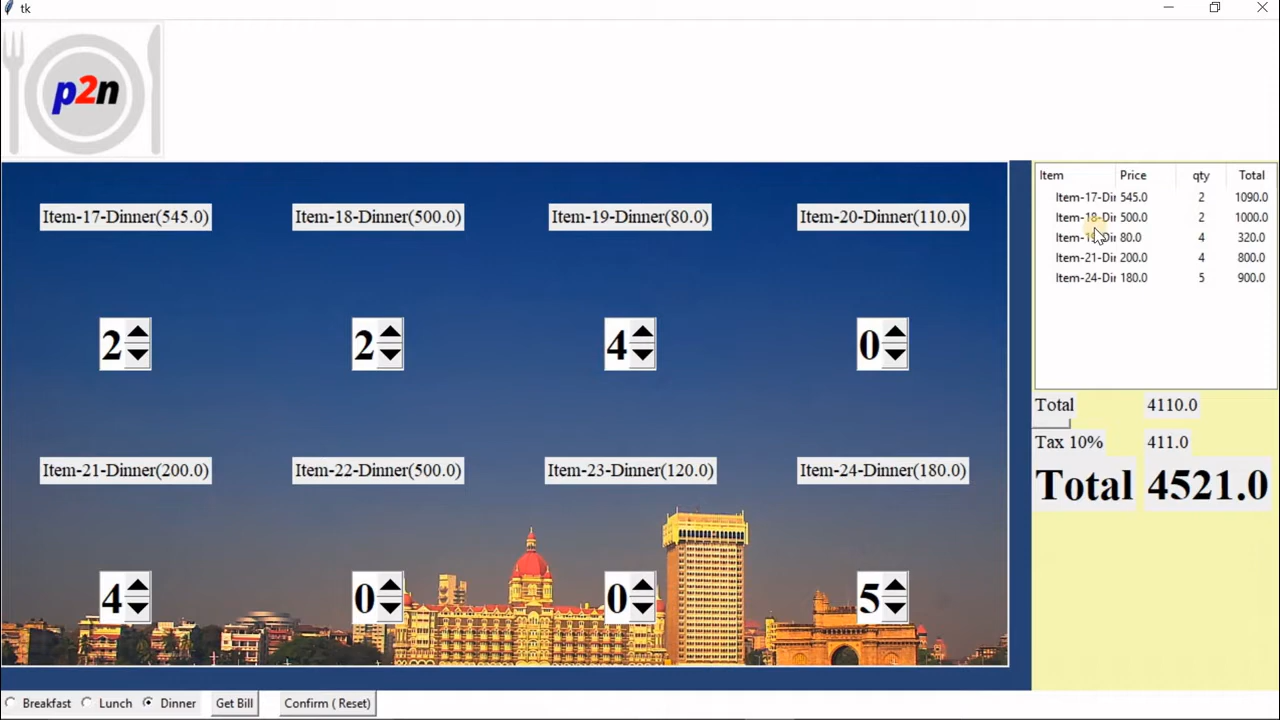 tk
p2n
Item-17-Dinner(545.0) Item-18-Dinner(500.0) Item-19-Dinner(80.0) Item-20-Dinner(110.0)
2 2 4 0
Item-21-Dinner(200.0) Item-22-Dinner(500.0) Item-23-Dinner(120.0) Item-24-Dinner(180.0)
4 0 0 5
Item Price qty Total
Item-17-Dir 545.0 2 1090.0
Item-18-Dir 500.0 2 1000.0
80.0 4 320.0
Item-21-Dir 200.0 4 800.0
Item-24-Dir 180.0 5 900.0
Total 4110.0
Tax 10% 411.0
Total 4521.0
Breakfast Lunch Dinner Get Bill Confirm ( Reset)